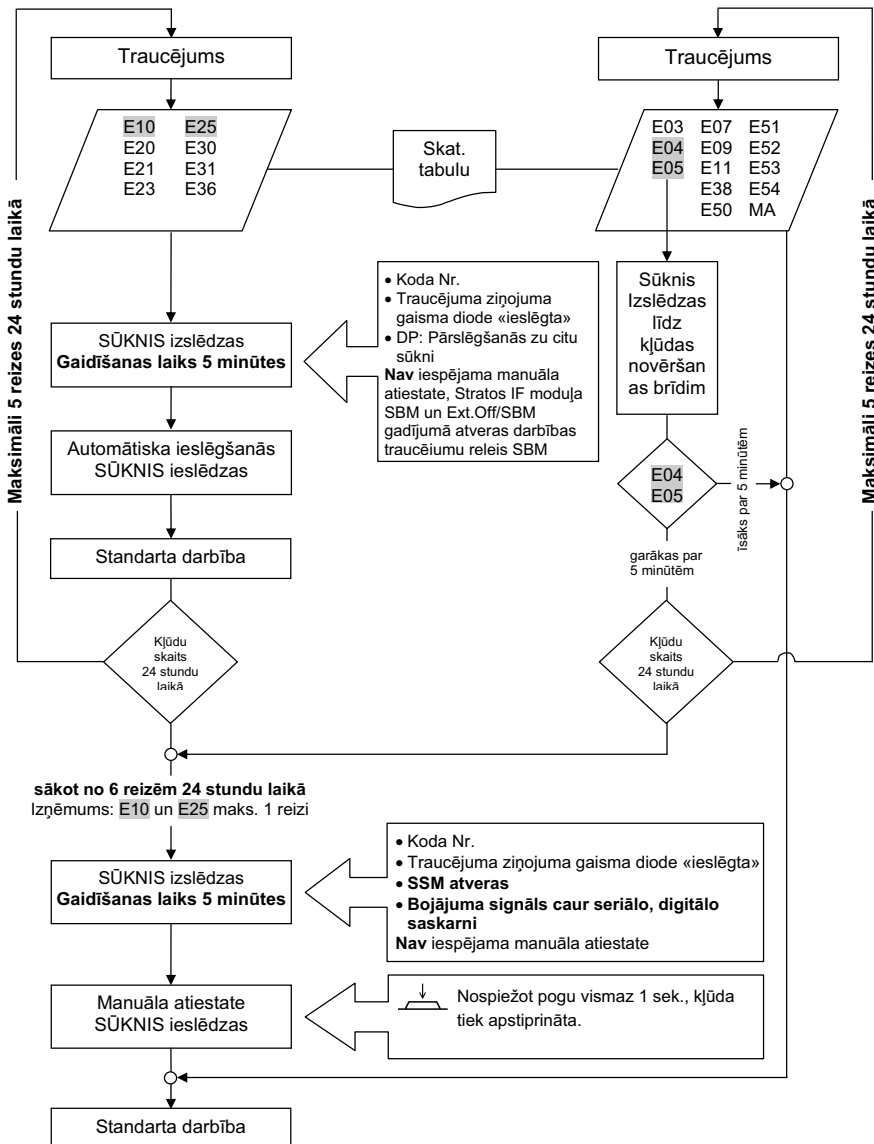 Traucējums
E10 E25
E20 E30
E21 E31
E23 E36
Skat.
tabulu
Traucējums
E03 E07 E51
E04 E09 E52
E05 E11 E53
E38 E54
E50 MA
Maksimāli 5 reizes 24 stundu laikā
Maksimāli 5 reizes 24 stundu laikā
SŪKNIS izslēdzas
Gaidīšanas laiks 5 minūtes
• Koda Nr.
• Traucējuma ziņojuma
gaisma diode «ieslēgta»
• DP: Pārslēgšanās zu citu
sūkni
Nav iespējama manuāla
atiestate, Stratos IF moduļa
SBM un Ext.Off/SBM
gadījumā atveras darbības
traucējumu relejs SBM
Sūknis
Izslēdzas
līdz
kļūdas
novēršan
as brīdim
Automātiska ieslēgšanās
SŪKNIS ieslēdzas
E04
E05
īsāks par 5 minūtēm
garākas par
5 minūtēm
Standarta darbība
Kļūdu
skaits
24 stundu
laikā
Kļūdu
skaits
24 stundu
laikā
sākot no 6 reizēm 24 stundu laikā
Izņēmums: E10 un E25 maks. 1 reizi
SŪKNIS izslēdzas
Gaidīšanas laiks 5 minūtes
• Koda Nr.
• Traucējuma ziņojuma gaisma diode «ieslēgta»
• SSM atveras
• Bojājuma signāls caur seriālo, digitālo
saskarni
Nav iespējama manuāla atiestate
Manuāla atiestate
SŪKNIS ieslēdzas
Nospiežot pogu vismaz 1 sek., kļūda
tiek apstiprināta.
Standarta darbība